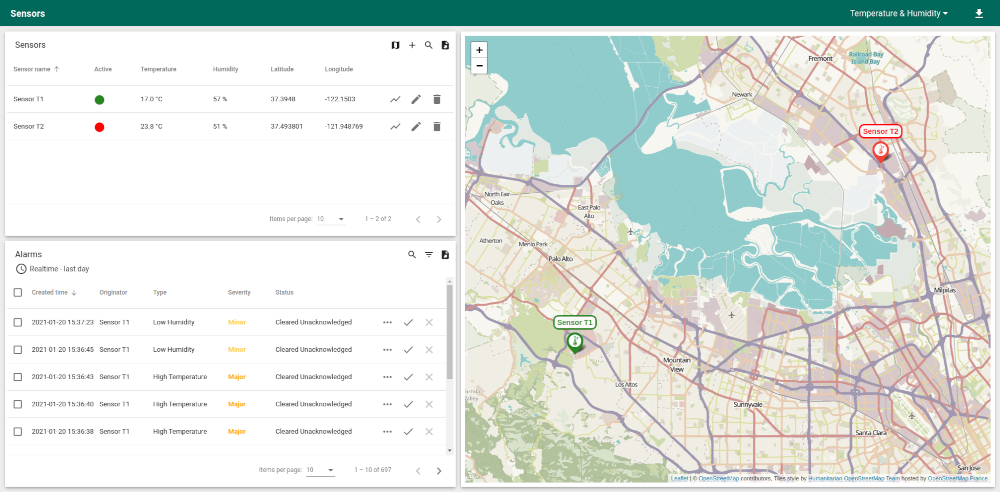 Sensors
Temperature & Humidity
Sensors
Sensor name Active Temperature Humidity Latitude Longitude
Sensor T1 17.0 °C 57 % 37.3948 -122.1503
Sensor T2 23.8 °C 51 % 37.493801 -121.948769
Items per page: 10 1 – 2 of 2
Alarms
Realtime - last day
Created time Originator Type Severity Status
2021-01-20 15:37:23 Sensor T1 Low Humidity Minor Cleared Unacknowledged
2021-01-20 15:36:45 Sensor T1 Low Humidity Minor Cleared Unacknowledged
2021-01-20 15:36:43 Sensor T1 High Temperature Major Cleared Unacknowledged
2021-01-20 15:36:40 Sensor T1 High Temperature Major Cleared Unacknowledged
2021-01-20 15:36:38 Sensor T1 High Temperature Major Cleared Unacknowledged
Items per page: 10 1 – 10 of 697
+
−
Railroad Bay
Island Bay
Fremont
Newark
Sensor T2
North Fair
Oaks
East Palo
Alto
Atherton
Menlo Park
Palo Alto
Milpitas
Sensor T1
Mountain
View
Los Altos
Sunnyvale
Santa Clara
San Jose
Leaflet | © OpenStreetMap contributors, Tiles style by Humanitarian OpenStreetMap Team hosted by OpenStreetMap France